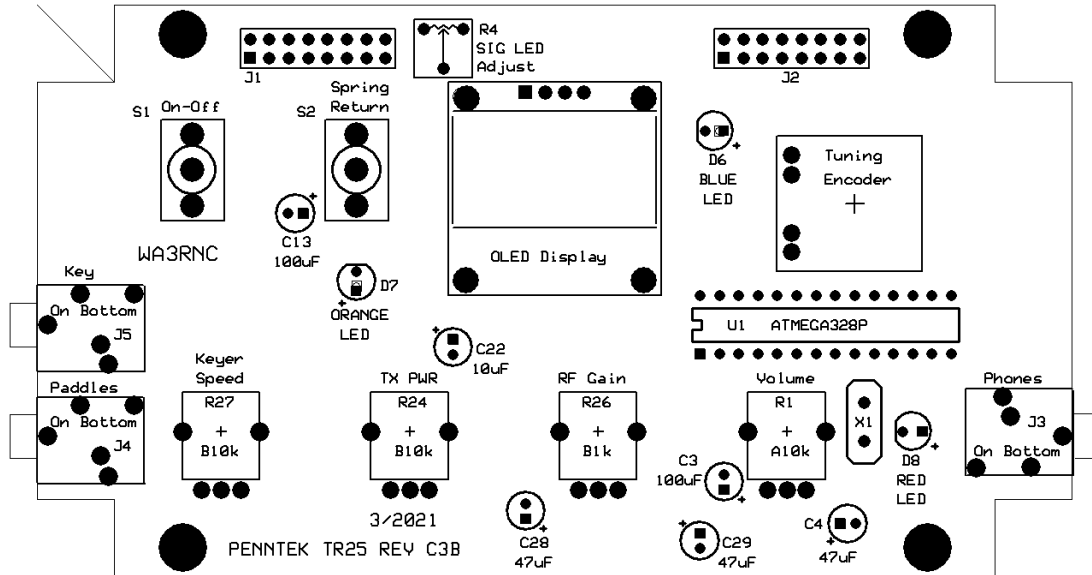 R4
SIG LED
Adjust
J1
J2
S1 On-Off
S2
Spring
Return
D6
BLUE
LED
Tuning
Encoder
C13
100uF
WA3RNC
OLED Display
D7
ORANGE
LED
Key
On Bottom
J5
U1 ATMEGA328P
C22
10uF
Keyer
Speed
TX PWR
RF Gain
Volume
Phones
Paddles
On Bottom
J4
R27
B10k
R24
B10k
R26
B1k
R1
A10k
X1
J3
On Bottom
D8
RED
LED
C3
100uF
3/2021
PENNTEK TR25 REV C3B
C28
47uF
C29
47uF
C4
47uF